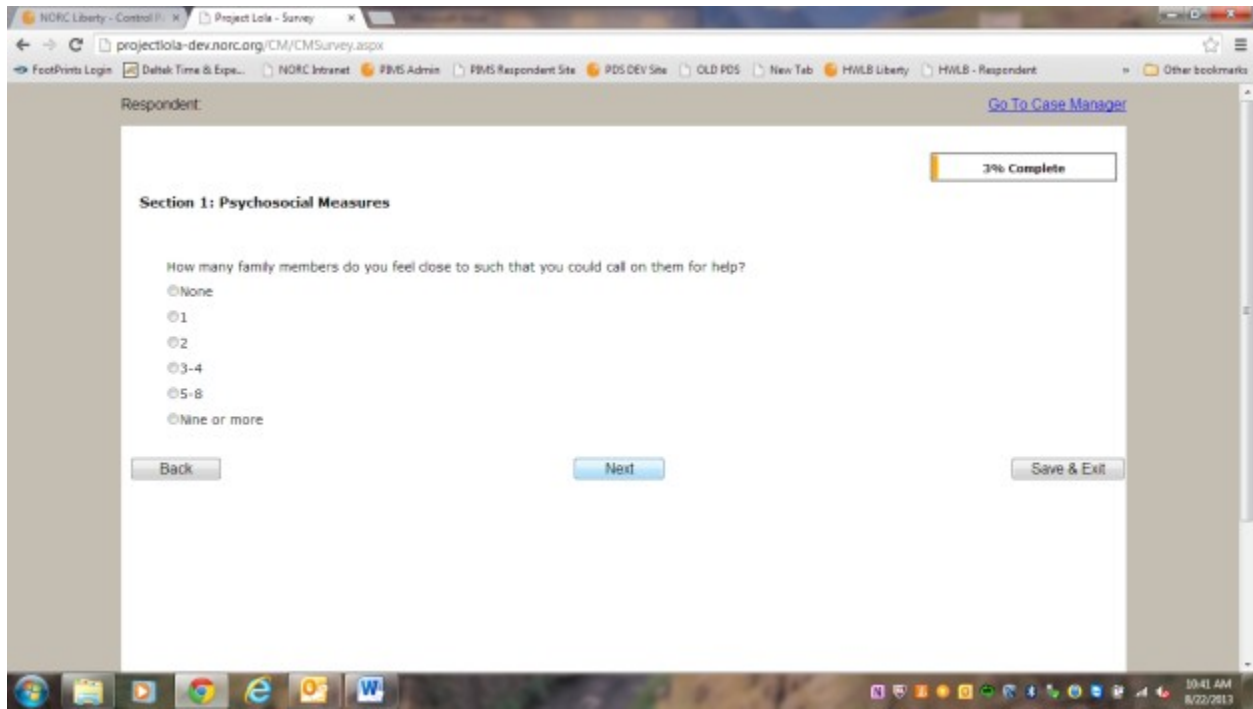 NORC Liberty - Control P
Project Lola - Survey
projectlola-dev.norc.org/CM/CMSurvey.aspx
FootPrints Login Deltek Time & Expe... NORC Intranet PIMS Admin PIMS Respondent Site PDS DEV Site OLD PDS New Tab HWLB Liberty HWLB - Respondent » Other bookmarks
Respondent: Go To Case Manager
3% Complete
Section 1: Psychosocial Measures
How many family members do you feel close to such that you could call on them for help?
None
1
2
3-4
5-8
Nine or more
Back Next Save & Exit
10:41 AM
8/22/2013